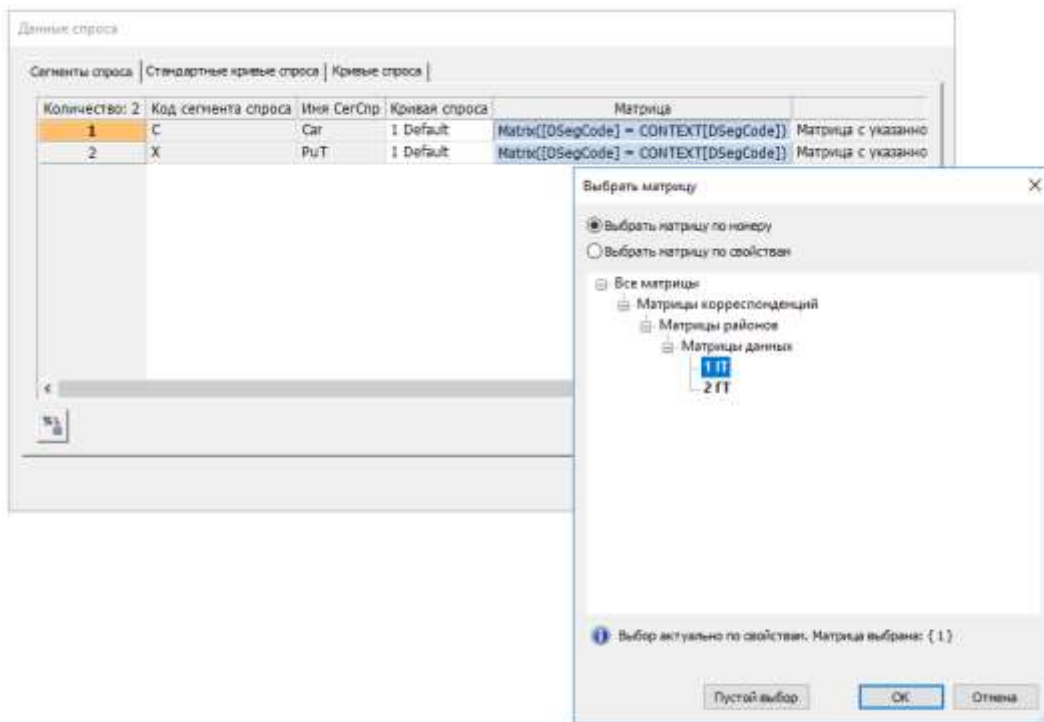 Данные спроса
Сегменты спроса Стандартные кривые спроса Кривые спроса
Количество: 2 Код сегмента спроса Имя СегСпр Кривая спроса Матрица
1 C Car 1 Default Matrix([DSegCode] = CONTEXT[DSegCode]) Матрица с указанно
2 X PuT 1 Default Matrix([DSegCode] = CONTEXT[DSegCode]) Матрица с указанно
Выбрать матрицу
Выбрать матрицу по номеру
Выбрать матрицу по свойствам
Все матрицы
Матрицы корреспонденций
Матрицы районов
Матрицы данных
1 IT
2 ГТ
Выбор актуально по свойствам. Матрица выбрана: {1}
Пустой выбор OK Отмена